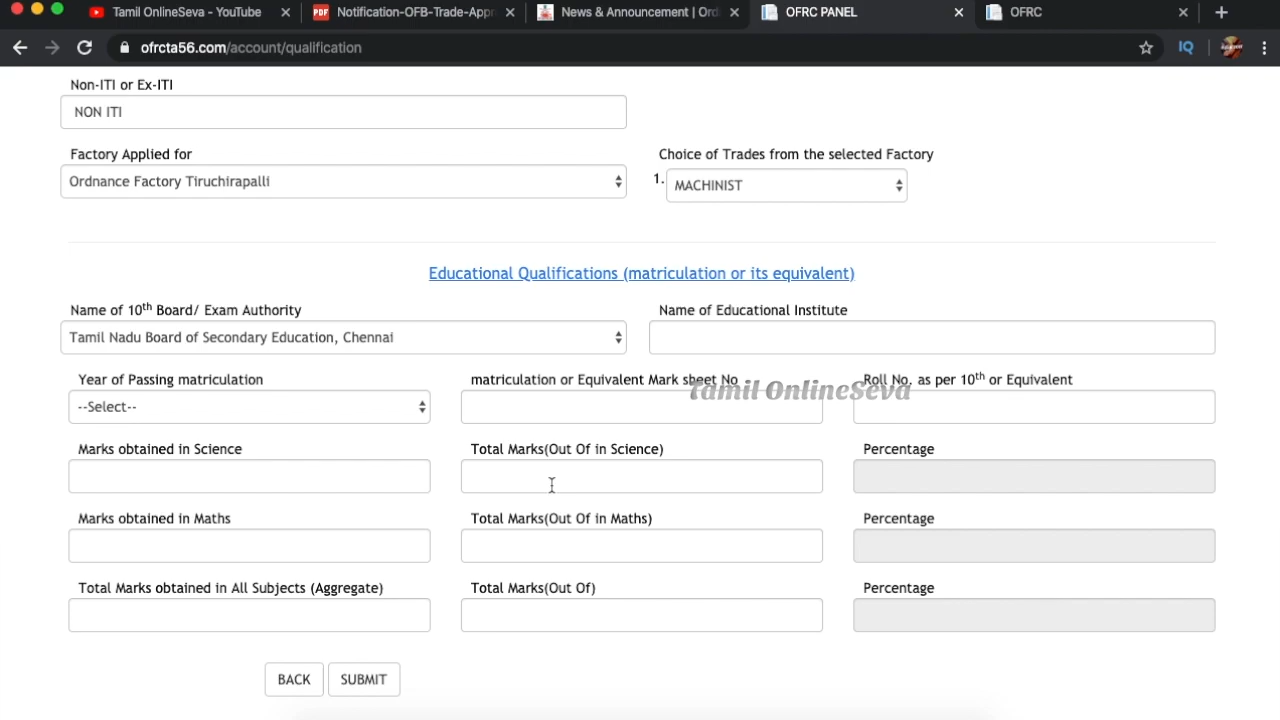 Tamil OnlineSeva - YouTube
PDF
Notification-OFB-Trade-Appr
News & Announcement | Ord
OFRC PANEL
OFRC
ofrcta56.com/account/qualification
IQ
Non-ITI or Ex-ITI
NON ITI
Factory Applied for
Choice of Trades from the selected Factory
Ordnance Factory Tiruchirapalli
1. MACHINIST
Educational Qualifications (matriculation or its equivalent)
Name of 10th Board/ Exam Authority
Name of Educational Institute
Tamil Nadu Board of Secondary Education, Chennai
Year of Passing matriculation
matriculation or Equivalent Mark sheet No
Roll No. as per 10th or Equivalent
Tamil OnlineSeva
--Select--
Marks obtained in Science
Total Marks(Out Of in Science)
Percentage
Marks obtained in Maths
Total Marks(Out Of in Maths)
Percentage
Total Marks obtained in All Subjects (Aggregate)
Total Marks(Out Of)
Percentage
BACK
SUBMIT